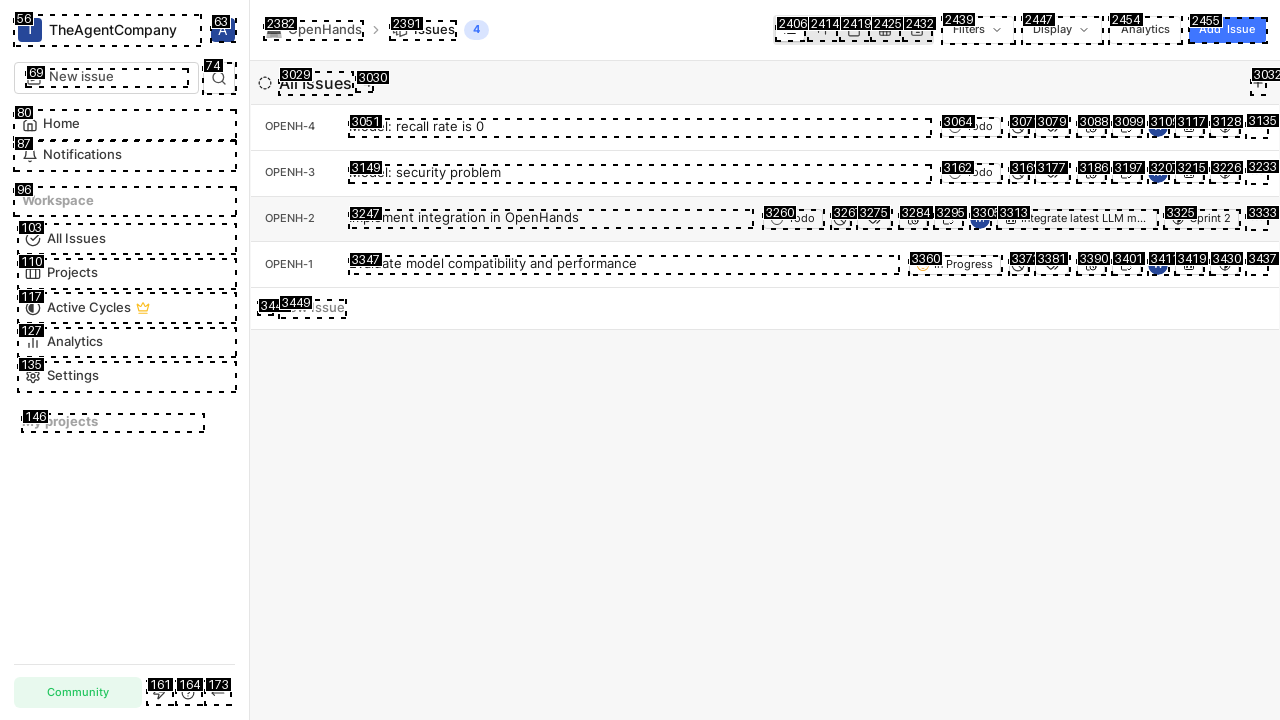 56
63
T
TheAgentCompany
A
69
New issue
74
80
Home
87
Notifications
96
Workspace
103
All Issues
110
Projects
117
Active Cycles
127
Analytics
135
Settings
146
My projects
Community
161
164
173
2382
OpenHands
2391
Issues
4
2406
2414
2419
2425
2432
2439
Filters
2447
Display
2454
Analytics
2455
Add Issue
3029
All Issues
3030
3032
OPENH-4
3051
Model: recall rate is 0
3064
Todo
307
3079
3088
3099
310
3117
3128
3135
OPENH-3
3149
Model: security problem
3162
Todo
316
3177
3186
3197
320
3215
3226
3233
OPENH-2
3247
Implement integration in OpenHands
3260
Todo
326
3275
3284
3295
330
3313
Integrate latest LLM m...
3325
Sprint 2
3333
OPENH-1
3347
Evaluate model compatibility and performance
3360
In Progress
337
3381
3390
3401
341
3419
3430
3437
344
3449
New Issue